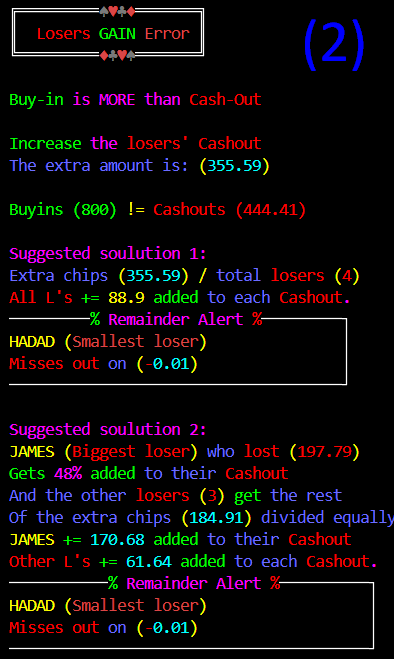 ♠♥♣♦
Losers GAIN Error
♦♣♥♠
(2)
Buy-in is MORE than Cash-Out
Increase the losers' Cashout
The extra amount is: (355.59)
Buyins (800) != Cashouts (444.41)
Suggested soulution 1:
Extra chips (355.59) / total losers (4)
All L's += 88.9 added to each Cashout.
% Remainder Alert %
HADAD (Smallest loser)
Misses out on (-0.01)
Suggested soulution 2:
JAMES (Biggest loser) who lost (197.79)
Gets 48% added to their Cashout
And the other losers (3) get the rest
Of the extra chips (184.91) divided equally
JAMES += 170.68 added to their Cashout
Other L's += 61.64 added to each Cashout.
% Remainder Alert %
HADAD (Smallest loser)
Misses out on (-0.01)